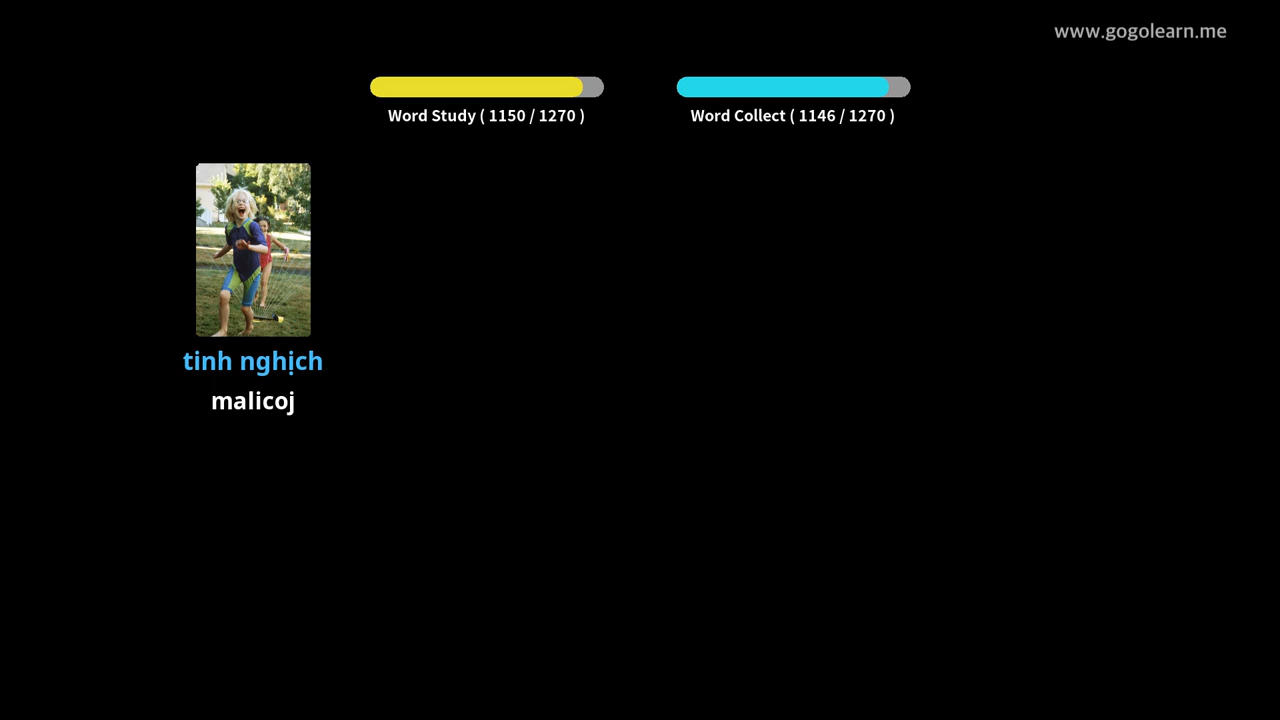 www.gogolearn.me
Word Study ( 1150 / 1270 )
Word Collect ( 1146 / 1270 )
tinh nghịch
malicoj